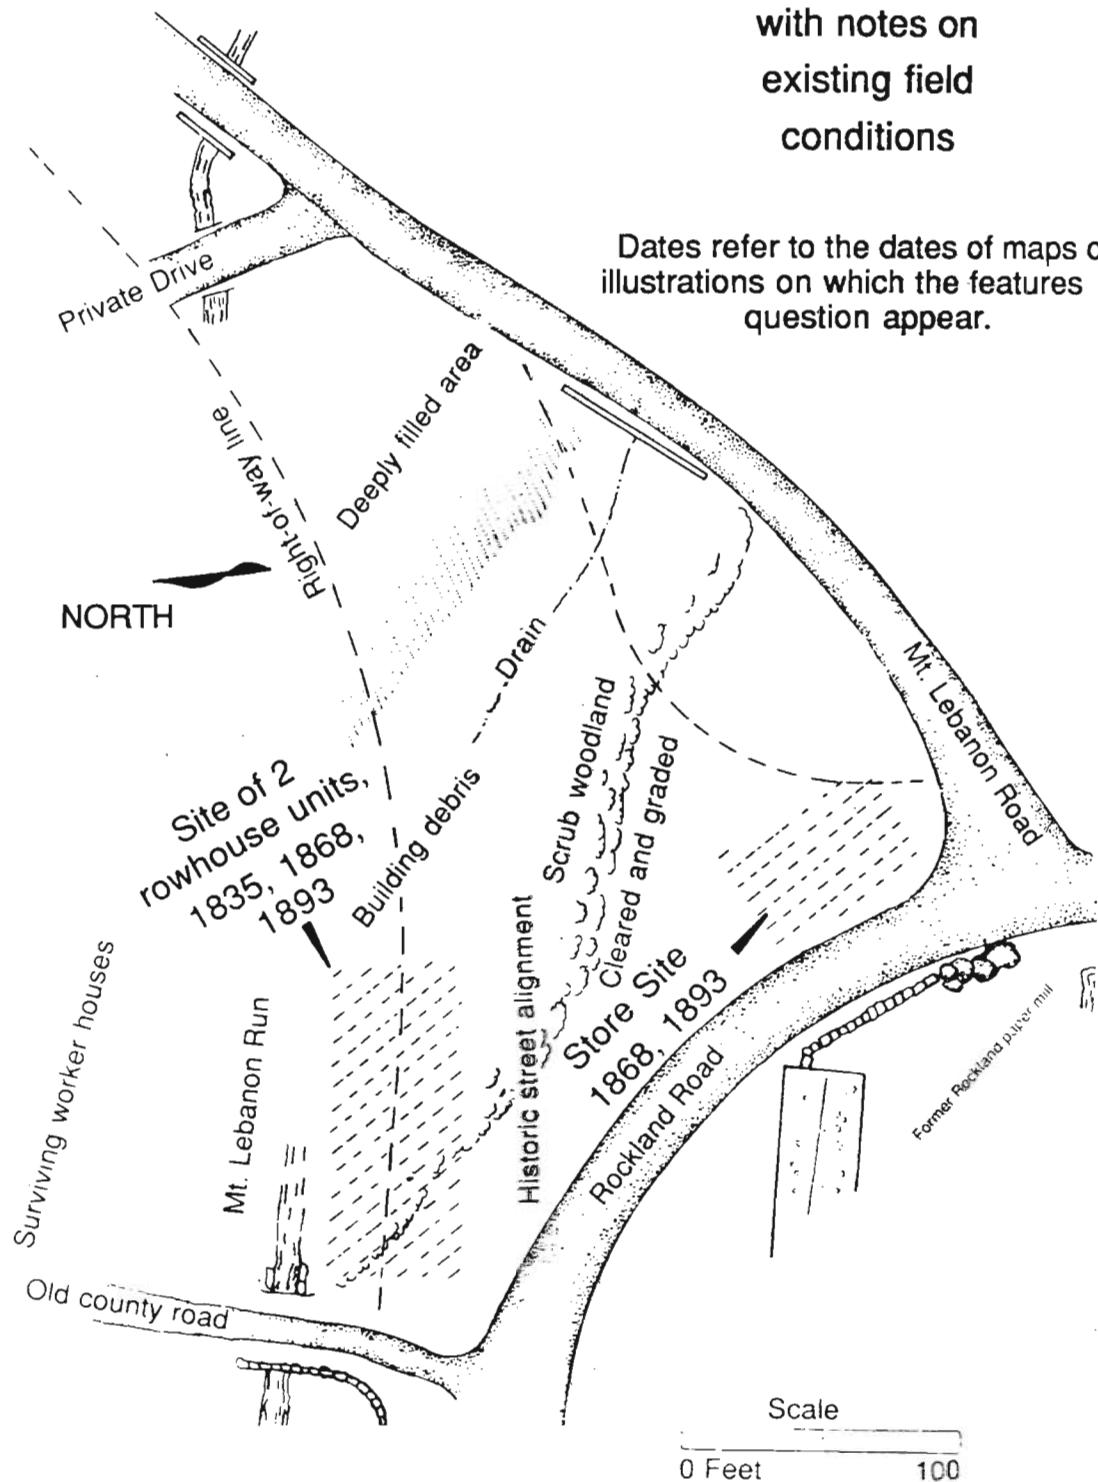 with notes on
existing field
conditions
Dates refer to the dates of maps o
illustrations on which the features
question appear.
Private Drive
Right-of-way line
Deeply filled area
NORTH
Drain
Mt. Lebanon Road
Site of 2
rowhouse units,
1835, 1868,
1893
Building debris
Scrub woodland
Cleared and graded
Historic street alignment
Store Site
1868, 1893
Rockland Road
Former Rockland paper mill
Surviving worker houses
Mt. Lebanon Run
Old county road
Scale
0 Feet 100